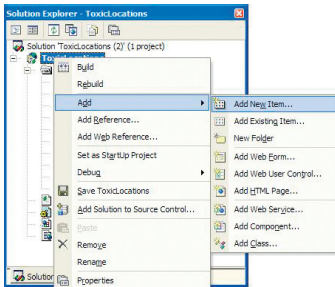 Solution Explorer - ToxicLocations
Solution 'ToxicLocations (2)' (1 project)
ToxicLocations
Build
Rebuild
Add
Add Reference...
Add Web Reference...
Set as StartUp Project
Debug
Save ToxicLocations
Add Solution to Source Control...
Paste
Remove
Rename
Properties
Add New Item...
Add Existing Item...
New Folder
Add Web Form...
Add Web User Control...
Add HTML Page...
Add Web Service...
Add Component...
Add Class...
Solution